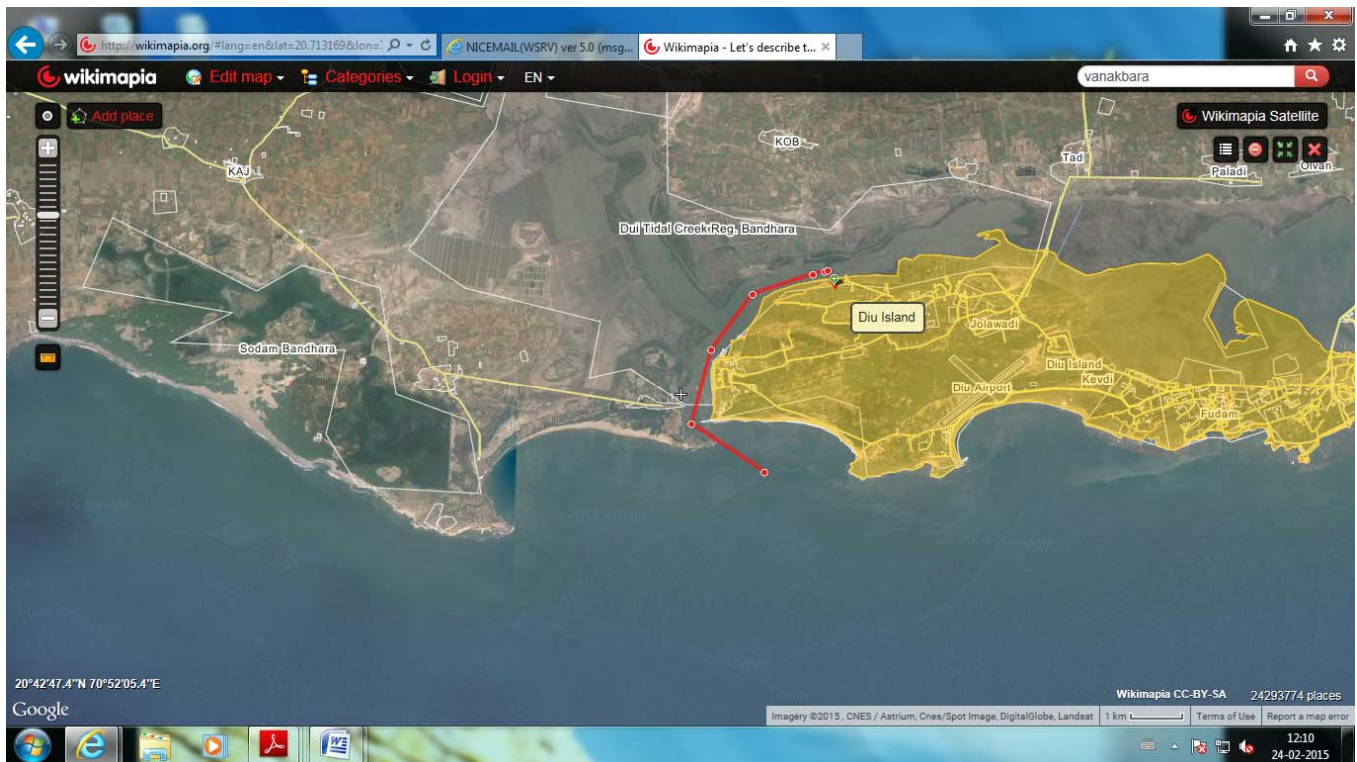 http://wikimapia.org/#lang=en&lat=20.713169&lon=
NICEMAIL(WSRV) ver 5.0 (msg...
Wikimapia - Let's describe t...
wikimapia
Edit map
Categories
Login
EN
vanakbara
Add place
Wikimapia Satellite
KOB
Tad
KAJ
Paladi
Olvan
Dui Tidal Creek Reg. Bandhara
Diu Island
Jolawadi
Sodam Bandhara
Diu Island
Kevdi
Diu Airport
Fudam
20°42'47.4"N 70°52'05.4"E
Wikimapia CC-BY-SA 24293774 places
Google
Imagery ©2015, CNES / Astrium, Cnes/Spot Image, DigitalGlobe, Landsat 1 km Terms of Use Report a map error
12:10
24-02-2015